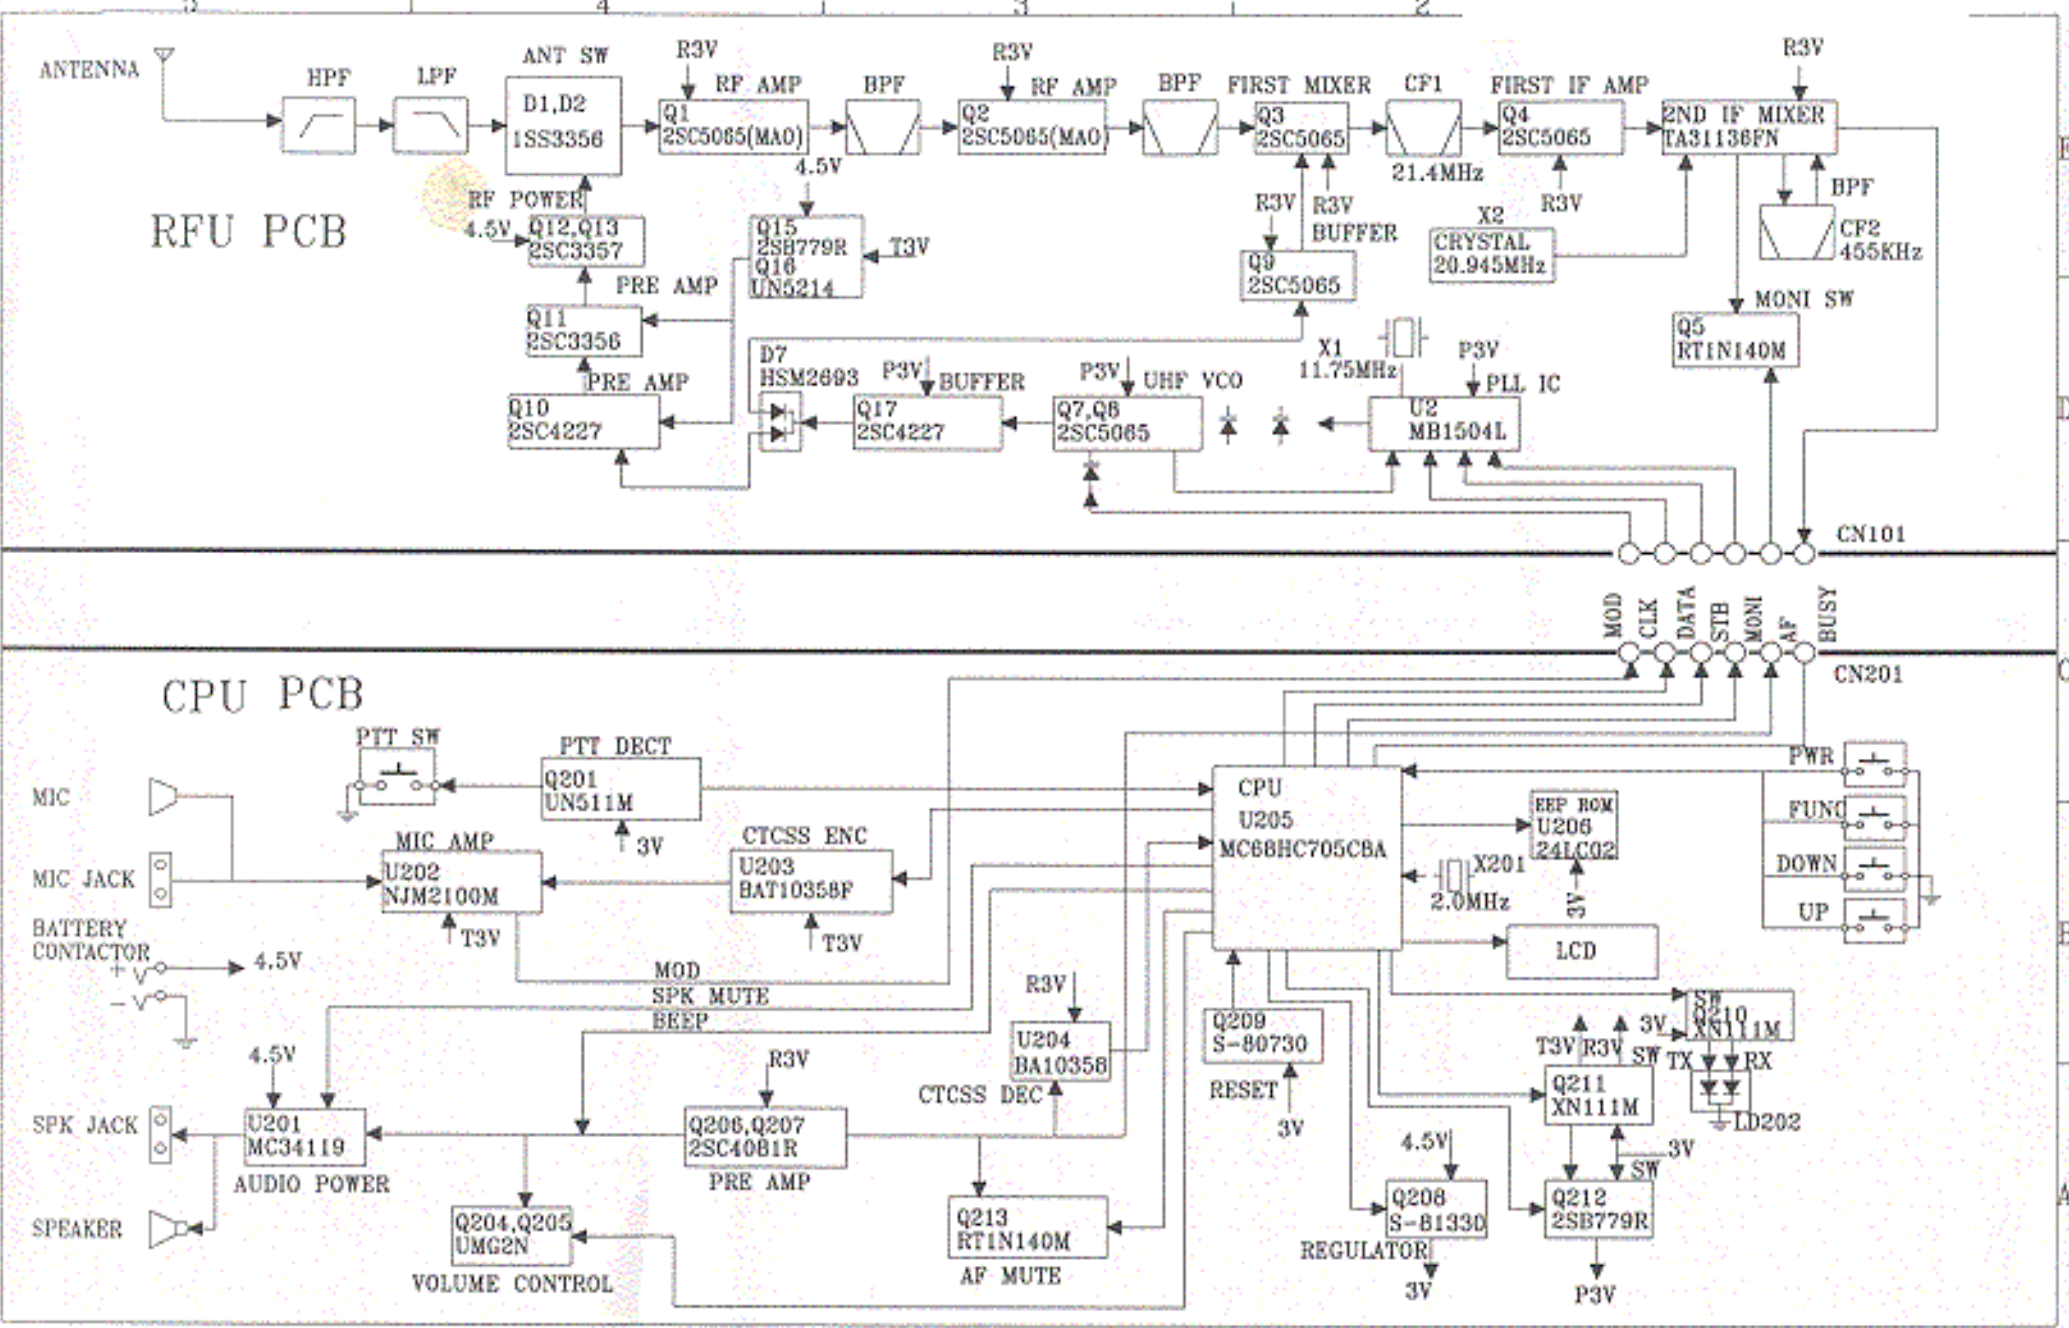 5
4
3
2
ANTENNA
HPF
LPF
ANT SW
D1,D2
1SS3356
R3V
RF AMP
Q1
2SC5065(MAO)
BPF
R3V
RF AMP
Q2
2SC5065(MAO)
BPF
FIRST MIXER
Q3
2SC5065
CF1
21.4MHz
FIRST IF AMP
Q4
2SC5065
R3V
R3V
2ND IF MIXER
TA31136FN
BPF
CF2
455KHz
RFU PCB
RF POWER
4.5V
Q12,Q13
2SC3357
4.5V
Q15
2SB779R
Q16
UN5214
T3V
R3V
R3V
BUFFER
Q9
2SC5065
X2
CRYSTAL
20.945MHz
MONI SW
Q5
RT1N140M
PRE AMP
Q11
2SC3356
PRE AMP
Q10
2SC4227
D7
HSM2693
P3V
BUFFER
Q17
2SC4227
P3V
UHF VCO
Q7,Q8
2SC5065
X1
11.75MHz
P3V
PLL IC
U2
MB1504L
CN101
MOD
CLK
DATA
STB
MONI
AF
BUSY
CN201
CPU PCB
PTT SW
PTT DECT
Q201
UN511M
3V
MIC
MIC JACK
MIC AMP
U202
NJM2100M
T3V
CTCSS ENC
U203
BAT10358F
T3V
CPU
U205
MC68HC705C8A
EEP ROM
U206
24LC02
3V
X201
2.0MHz
PWR
FUNC
DOWN
UP
LCD
BATTERY
CONTACTOR
+ V
4.5V
- V
MOD
SPK MUTE
BEEP
R3V
U204
BA10358
CTCSS DEC
Q209
S-80730
RESET
3V
SW
Q210
XN111M
3V
TX
RX
LD202
T3V
R3V
SW
Q211
XN111M
3V
SW
Q212
2SB779R
P3V
4.5V
Q208
S-81330
REGULATOR
3V
SPK JACK
SPEAKER
4.5V
U201
MC34119
AUDIO POWER
R3V
Q206,Q207
2SC4081R
PRE AMP
Q204,Q205
UMG2N
VOLUME CONTROL
Q213
RT1N140M
AF MUTE
E
D
C
B
A